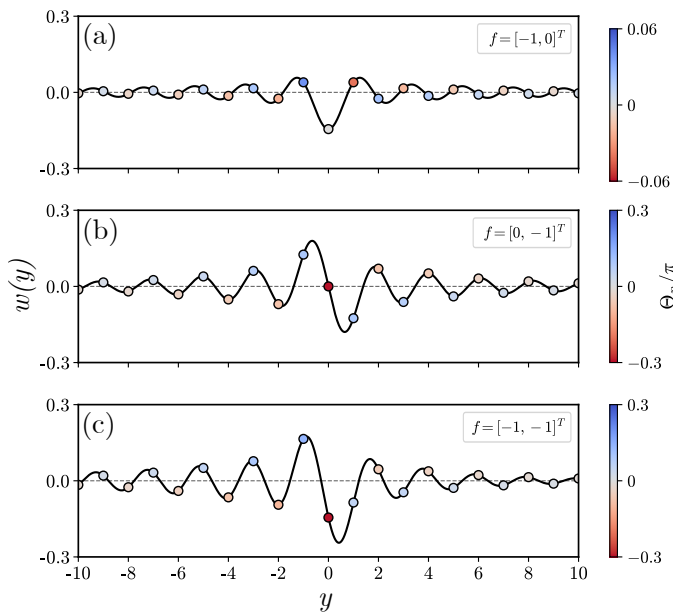 0.3
(a)
f = [−1, 0]^T
0.06
0.0
0
-0.3
−0.06
0.3
(b)
f = [0, −1]^T
0.3
w(y)
0.0
0
Θ_n/π
-0.3
−0.3
0.3
(c)
f = [−1, −1]^T
0.3
0.0
0
-0.3
−0.3
-10 -8 -6 -4 -2 0 2 4 6 8 10
y